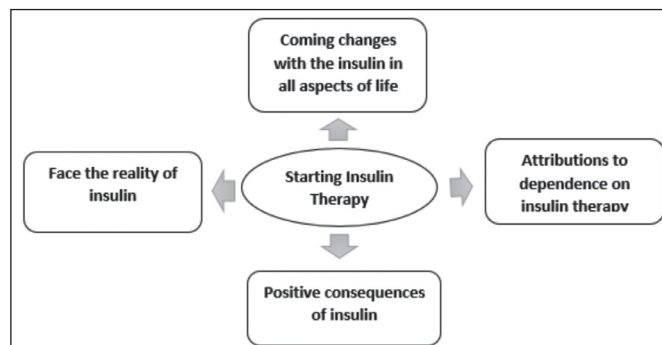 Coming changes
with the insulin in
all aspects of life
Face the reality of
insulin
Starting Insulin
Therapy
Attributions to
dependence on
insulin therapy
Positive consequences
of insulin